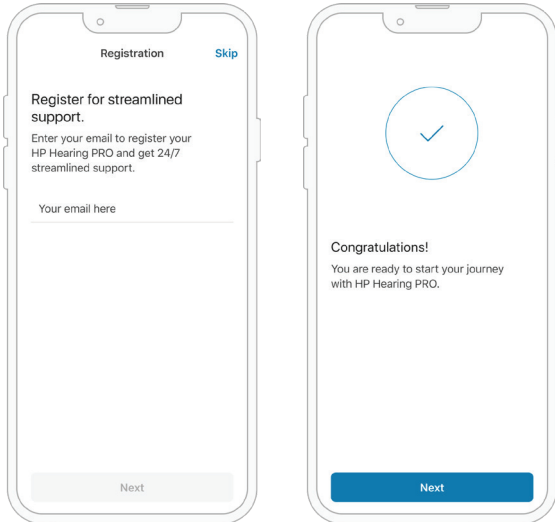 Registration
Skip
Register for streamlined
support.
Enter your email to register your
HP Hearing PRO and get 24/7
streamlined support.
Your email here
Next
Congratulations!
You are ready to start your journey
with HP Hearing PRO.
Next